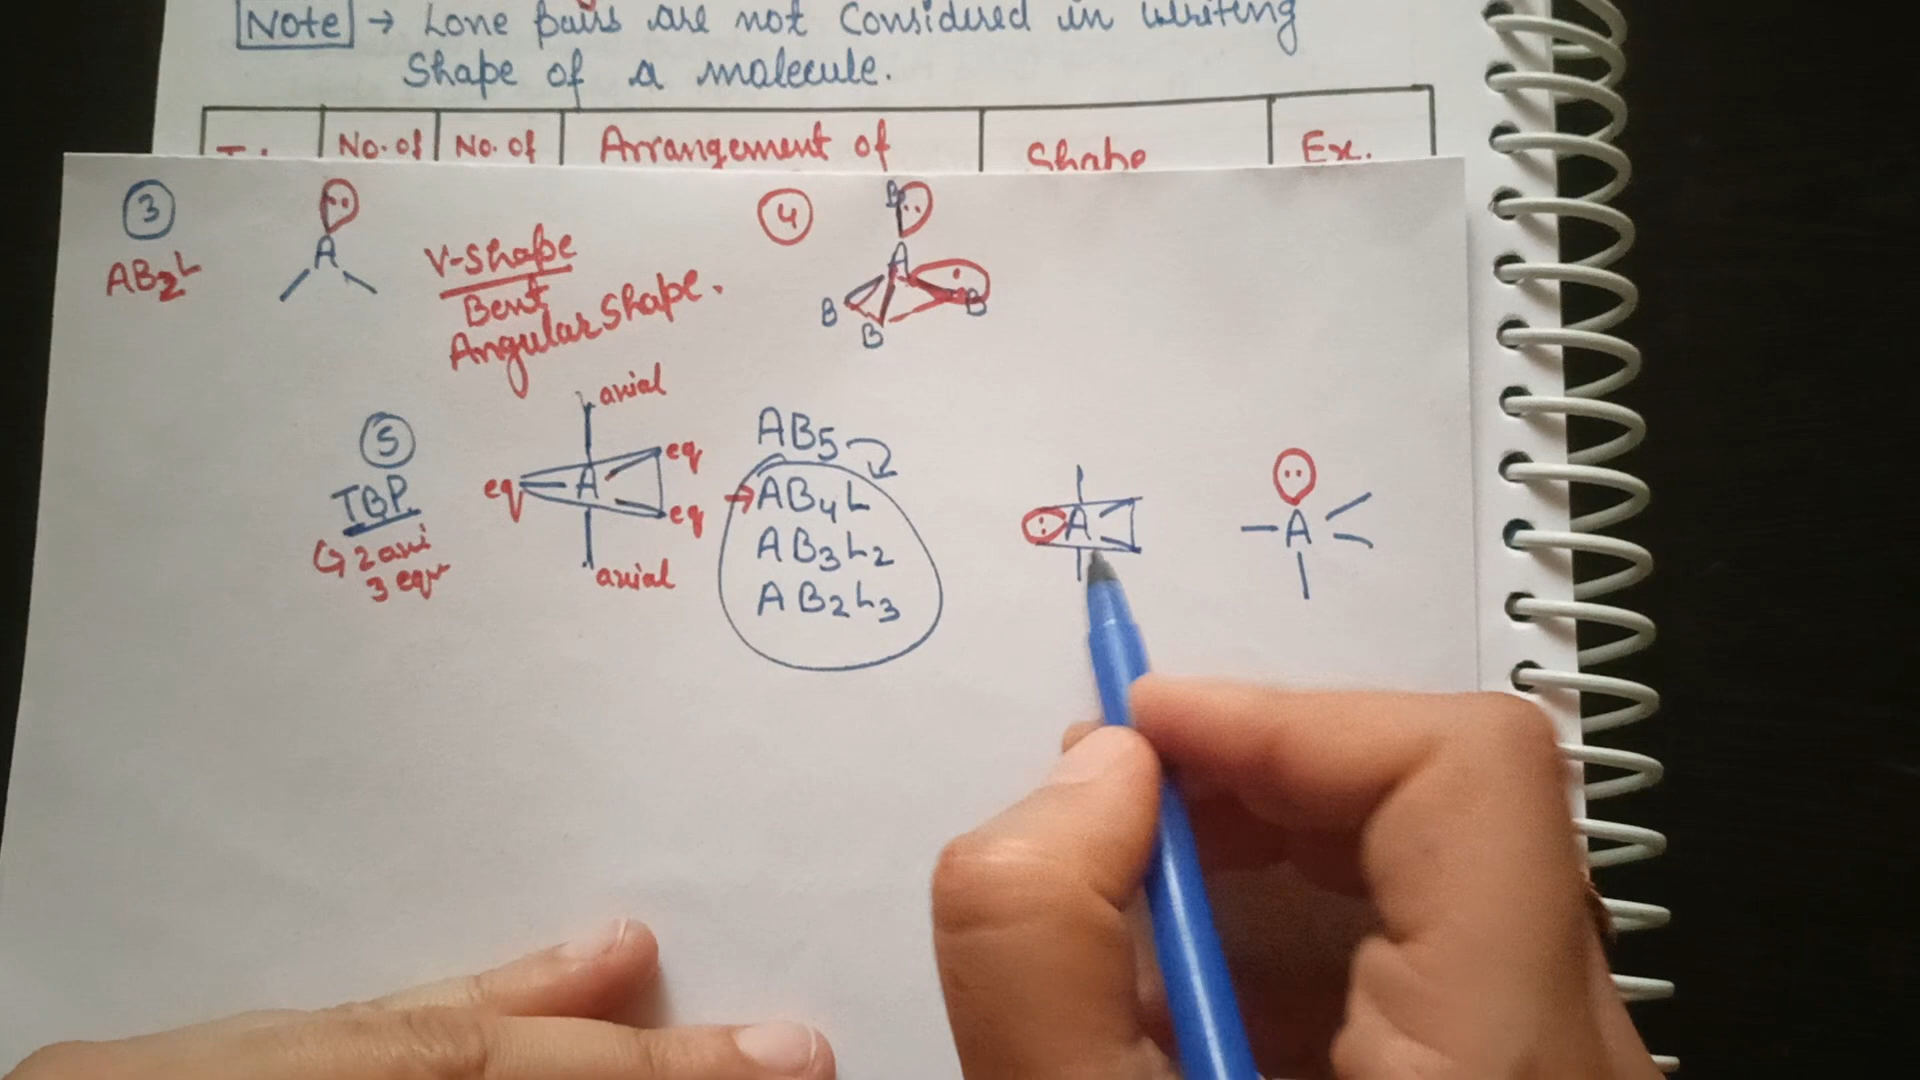 Note → Lone pairs are not Considered in writing
Shape of a molecule.
No. of No. of Arrangement of Shape Ex.
3
AB2L
A
V-shape
Bent
Angular Shape.
4
B
A
B
B
B
5
TBP
↳ 2 axi
3 equ
axial
eq
A
eq
eq
axial
AB5
→ AB4L
AB3L2
AB2L3
A
A